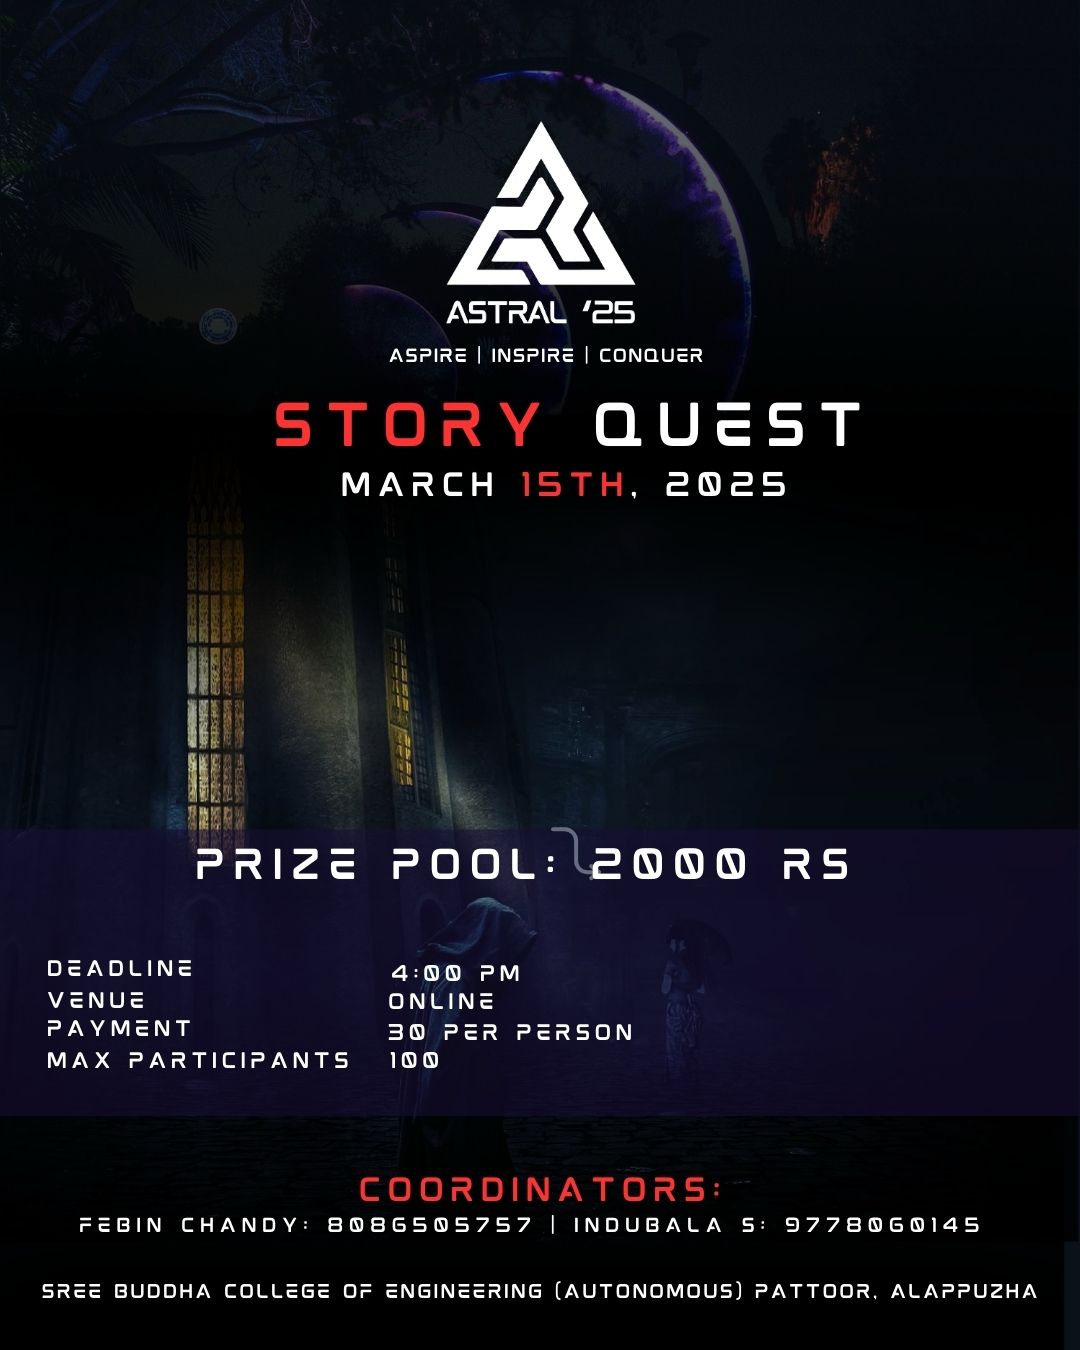 ASTRAL '25
ASPIRE | INSPIRE | CONQUER
STORY QUEST
MARCH 15TH, 2025
PRIZE POOL: 2000 RS
DEADLINE 4:00 PM
VENUE ONLINE
PAYMENT 30 PER PERSON
MAX PARTICIPANTS 100
COORDINATORS:
FEBIN CHANDY: 8086505757 | INDUBALA S: 9778060145
SREE BUDDHA COLLEGE OF ENGINEERING (AUTONOMOUS) PATTOOR, ALAPPUZHA